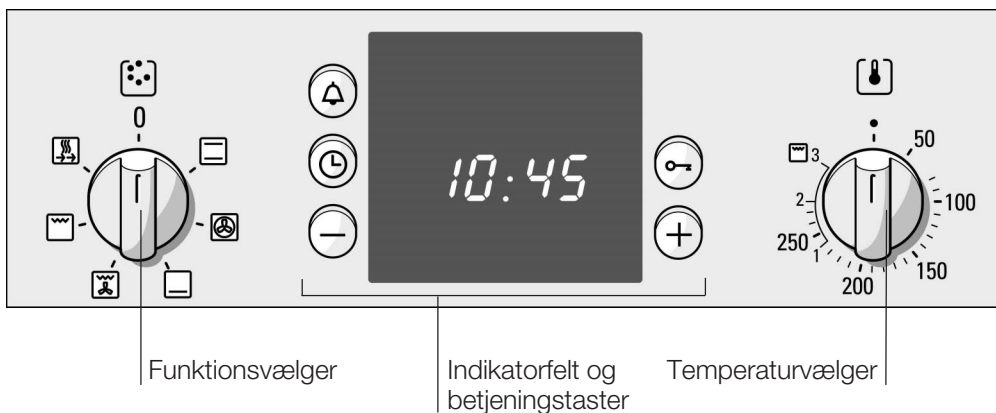 0
10:45
50
100
150
200
250
3
2
1
Funktionsvælger
Indikatorfelt og
betjeningstaster
Temperaturvælger